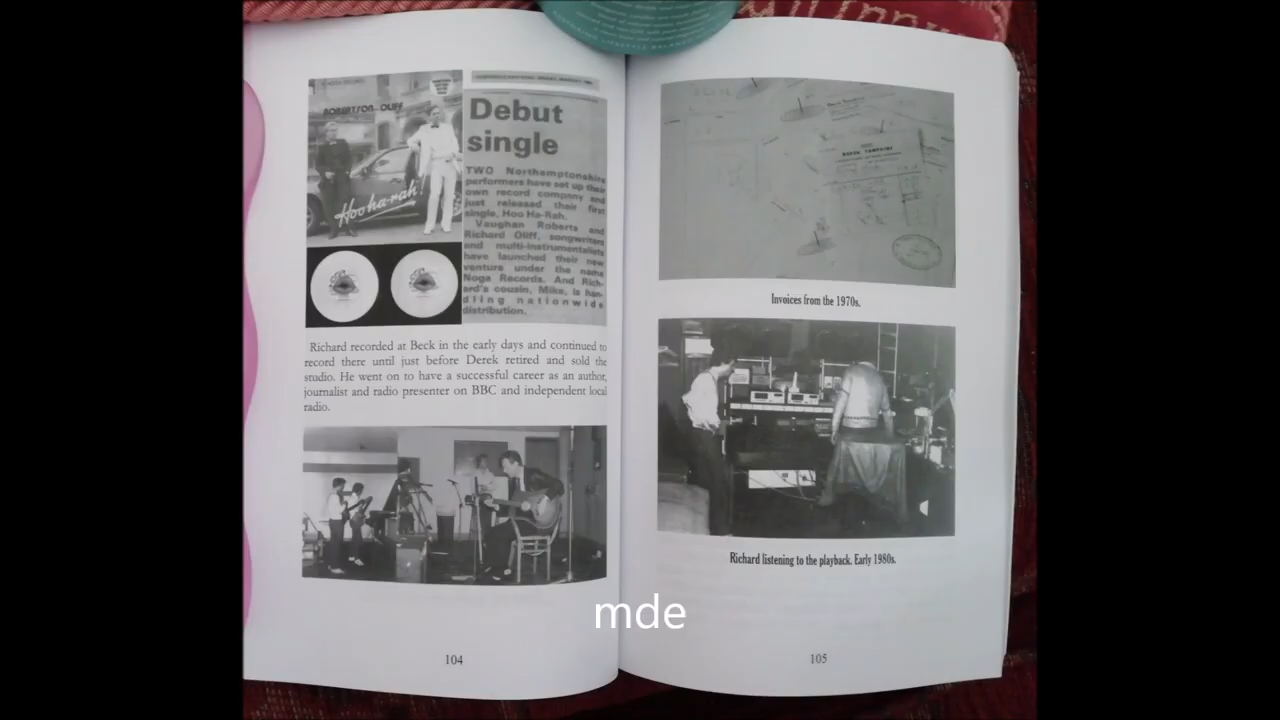 ROBERTSON OLIFF
Hoo ha-rah!
Debut
single
TWO Northamptonshire
performers have set up their
own record company and
just released their first
single, Hoo Ha-Rah.
Vaughan Roberts and
Richard Oliff, songwriters
and multi-instrumentalists
have launched their new
venture under the name
Noga Records. And Rich-
ard's cousin, Mike, is han-
dling nationwide
distribution.
Richard recorded at Beck in the early days and continued to
record there until just before Derek retired and sold the
studio. He went on to have a successful career as an author,
journalist and radio presenter on BBC and independent local
radio.
104
DEREK TOMPKINS
Invoices from the 1970s.
Richard listening to the playback. Early 1980s.
105
mde